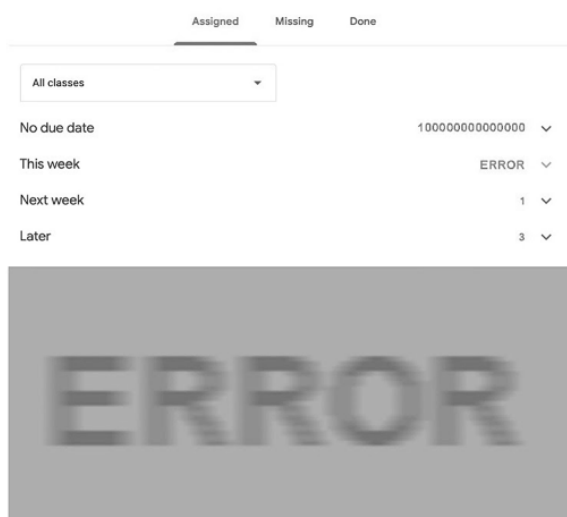 Assigned Missing Done
All classes
No due date 100000000000000
This week ERROR
Next week 1
Later 3
ERROR